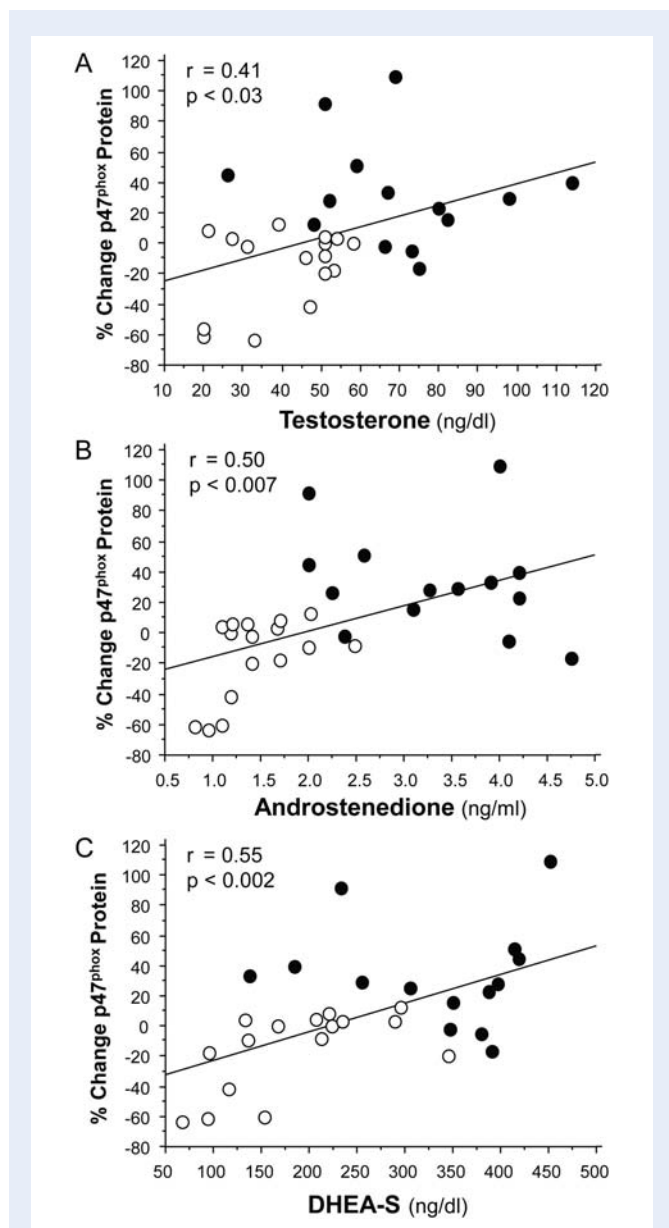 A
r = 0.41
p < 0.03
% Change p47phox Protein
120
100
80
60
40
20
0
-20
-40
-60
-80
10 20 30 40 50 60 70 80 90 100 110 120
Testosterone (ng/dl)
B
r = 0.50
p < 0.007
% Change p47phox Protein
120
100
80
60
40
20
0
-20
-40
-60
-80
0.5 1.0 1.5 2.0 2.5 3.0 3.5 4.0 4.5 5.0
Androstenedione (ng/ml)
C
r = 0.55
p < 0.002
% Change p47phox Protein
120
100
80
60
40
20
0
-20
-40
-60
-80
50 100 150 200 250 300 350 400 450 500
DHEA-S (ng/dl)